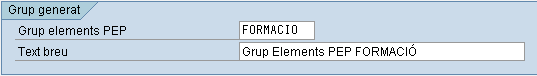 Grup generat
Grup elements PEP FORMACIO
Text breu Grup Elements PEP FORMACIÓ